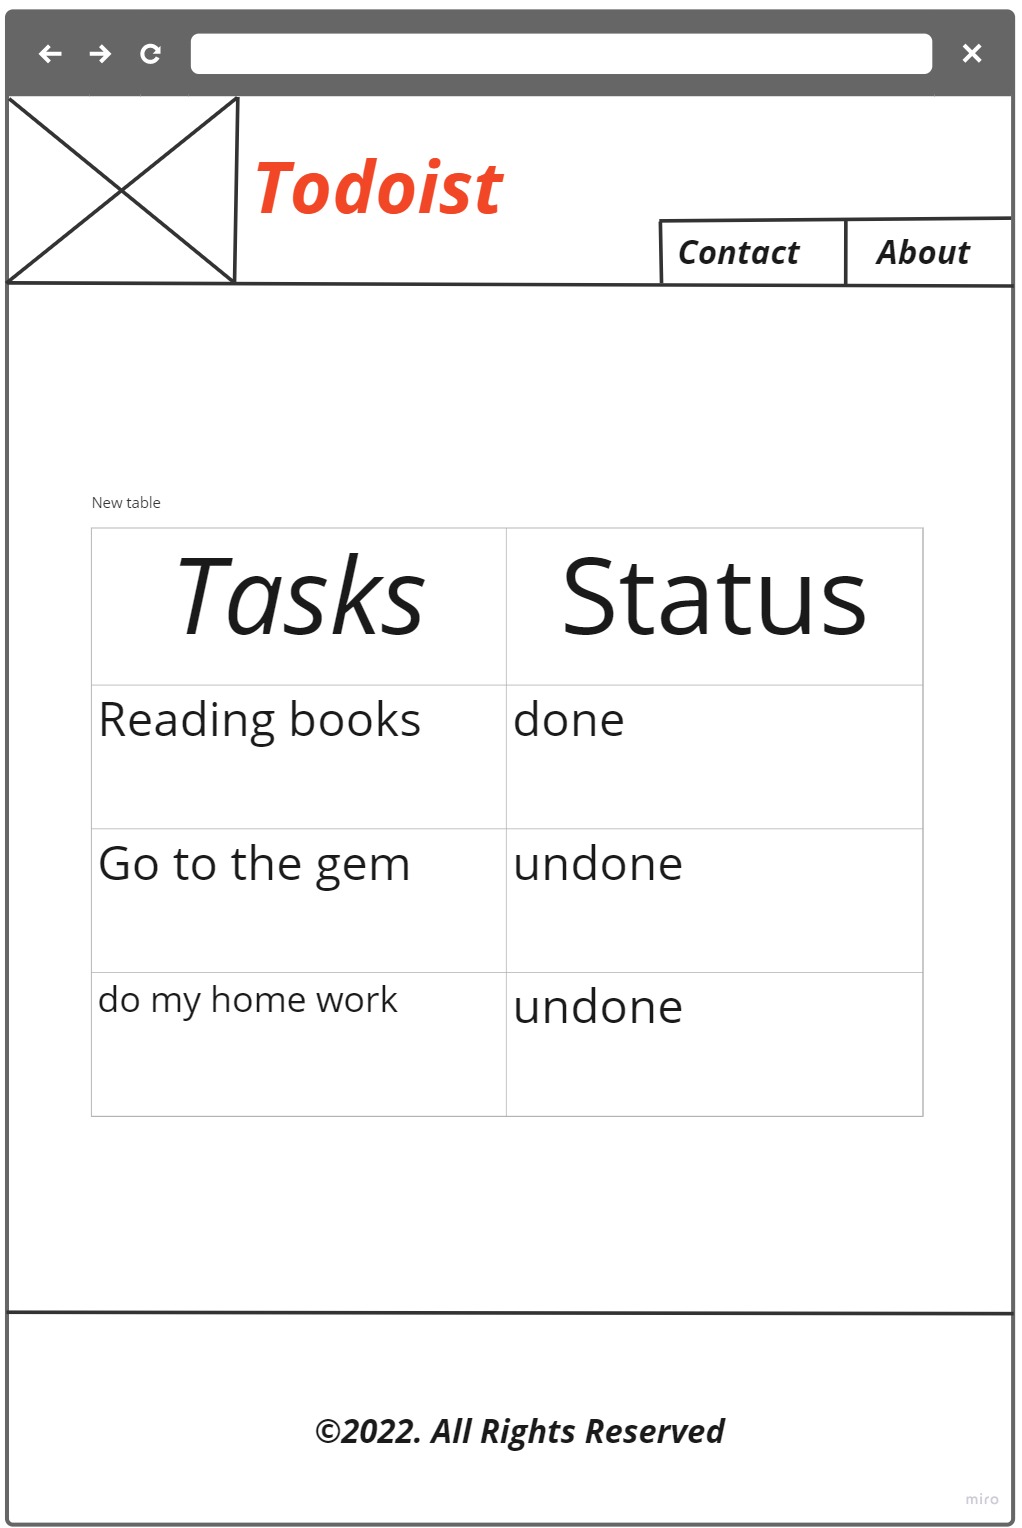 Todoist
Contact About
New table
Tasks Status
Reading books done
Go to the gem undone
do my home work undone
©2022. All Rights Reserved
miro